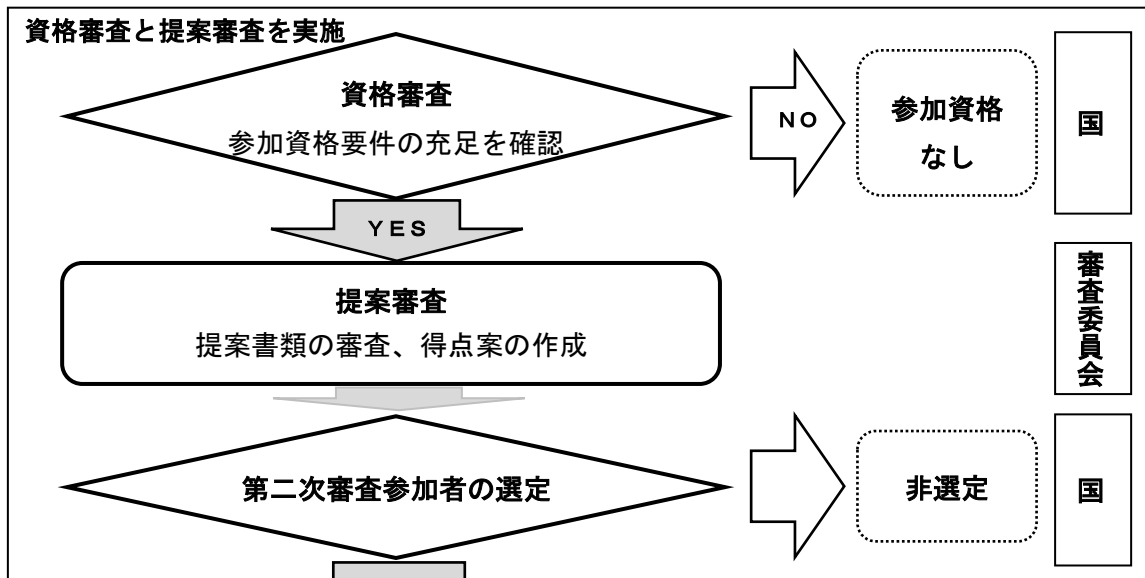 資格審査と提案審査を実施
資格審査
参加資格要件の充足を確認
NO
参加資格
なし
国
YES
提案審査
提案書類の審査、得点案の作成
審査委員会
第二次審査参加者の選定
非選定
国